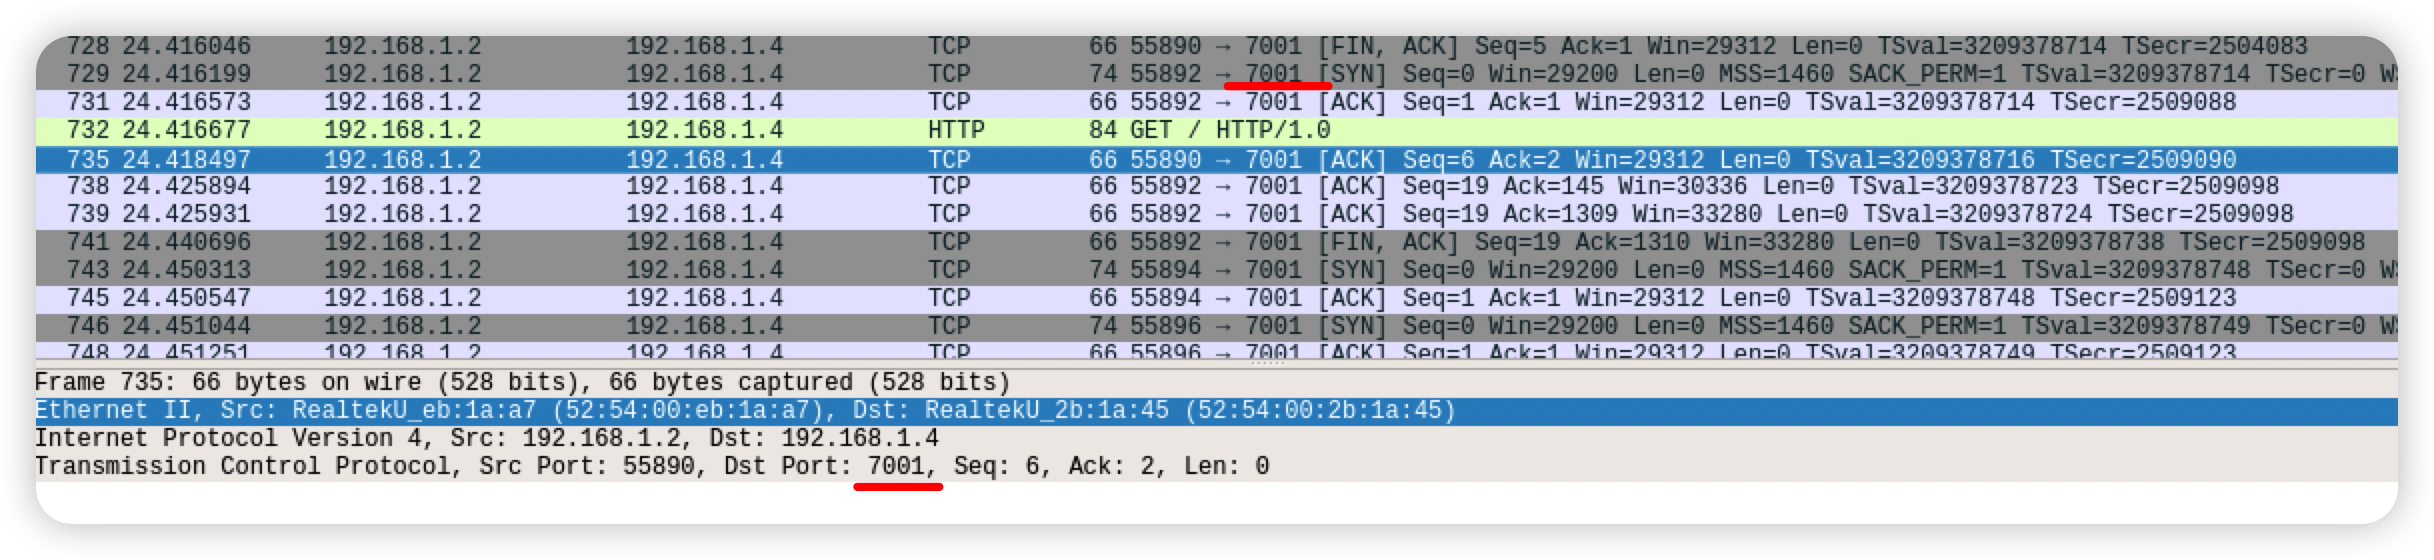 728 24.416046 192.168.1.2 192.168.1.4 TCP 66 55890 → 7001 [FIN, ACK] Seq=5 Ack=1 Win=29312 Len=0 TSval=3209378714 TSecr=2504083
729 24.416199 192.168.1.2 192.168.1.4 TCP 74 55892 → 7001 [SYN] Seq=0 Win=29200 Len=0 MSS=1460 SACK_PERM=1 TSval=3209378714 TSecr=0
731 24.416573 192.168.1.2 192.168.1.4 TCP 66 55892 → 7001 [ACK] Seq=1 Ack=1 Win=29312 Len=0 TSval=3209378714 TSecr=2509088
732 24.416677 192.168.1.2 192.168.1.4 HTTP 84 GET / HTTP/1.0
735 24.418497 192.168.1.2 192.168.1.4 TCP 66 55890 → 7001 [ACK] Seq=6 Ack=2 Win=29312 Len=0 TSval=3209378716 TSecr=2509090
738 24.425894 192.168.1.2 192.168.1.4 TCP 66 55892 → 7001 [ACK] Seq=19 Ack=145 Win=30336 Len=0 TSval=3209378723 TSecr=2509098
739 24.425931 192.168.1.2 192.168.1.4 TCP 66 55892 → 7001 [ACK] Seq=19 Ack=1309 Win=33280 Len=0 TSval=3209378724 TSecr=2509098
741 24.440696 192.168.1.2 192.168.1.4 TCP 66 55892 → 7001 [FIN, ACK] Seq=19 Ack=1310 Win=33280 Len=0 TSval=3209378738 TSecr=2509098
743 24.450313 192.168.1.2 192.168.1.4 TCP 74 55894 → 7001 [SYN] Seq=0 Win=29200 Len=0 MSS=1460 SACK_PERM=1 TSval=3209378748 TSecr=0
745 24.450547 192.168.1.2 192.168.1.4 TCP 66 55894 → 7001 [ACK] Seq=1 Ack=1 Win=29312 Len=0 TSval=3209378748 TSecr=2509123
746 24.451044 192.168.1.2 192.168.1.4 TCP 74 55896 → 7001 [SYN] Seq=0 Win=29200 Len=0 MSS=1460 SACK_PERM=1 TSval=3209378749 TSecr=0
748 24.451251 192.168.1.2 192.168.1.4 TCP 66 55896 → 7001 [ACK] Seq=1 Ack=1 Win=29312 Len=0 TSval=3209378749 TSecr=2509123
Frame 735: 66 bytes on wire (528 bits), 66 bytes captured (528 bits)
Ethernet II, Src: RealtekU_eb:1a:a7 (52:54:00:eb:1a:a7), Dst: RealtekU_2b:1a:45 (52:54:00:2b:1a:45)
Internet Protocol Version 4, Src: 192.168.1.2, Dst: 192.168.1.4
Transmission Control Protocol, Src Port: 55890, Dst Port: 7001, Seq: 6, Ack: 2, Len: 0